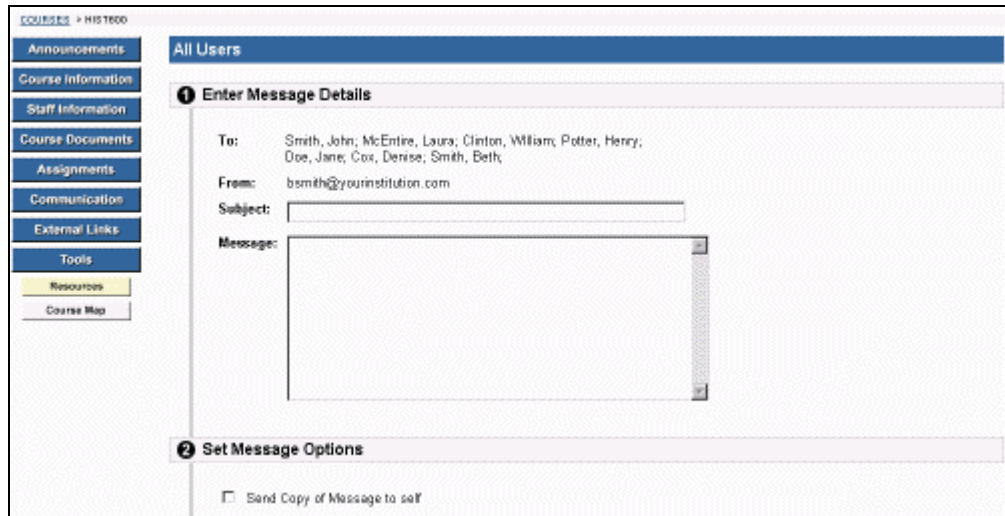 COURSES > HIST600
Announcements
Course Information
Staff Information
Course Documents
Assignments
Communication
External Links
Tools
Resources
Course Map
All Users
1 Enter Message Details
To: Smith, John; McEntire, Laura; Clinton, William; Potter, Henry;
Doe, Jane; Cox, Denise; Smith, Beth;
From: bsmith@yourinstitution.com
Subject:
Message:
2 Set Message Options
Send Copy of Message to self